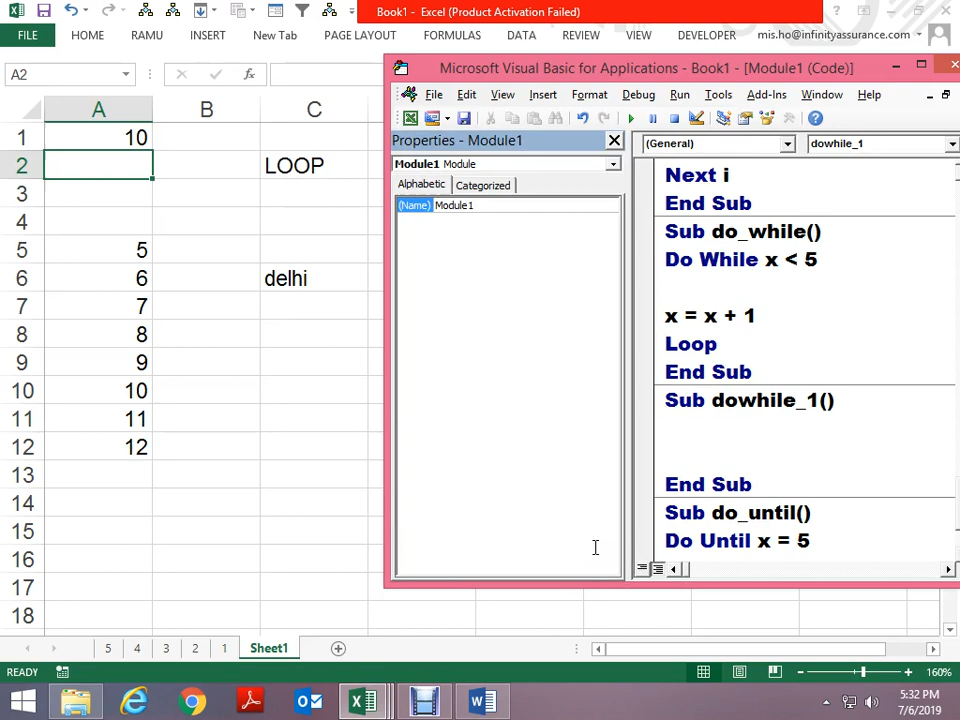 Book1 - Excel (Product Activation Failed)
FILE HOME RAMU INSERT New Tab PAGE LAYOUT FORMULAS DATA REVIEW VIEW DEVELOPER mis.ho@infinityassurance.com
A2 fx
Microsoft Visual Basic for Applications - Book1 - [Module1 (Code)]
File Edit View Insert Format Debug Run Tools Add-Ins Window Help
Properties - Module1
Module1 Module
Alphabetic Categorized
(Name) Module1
(General) dowhile_1
Next i
End Sub
Sub do_while()
Do While x < 5
x = x + 1
Loop
End Sub
Sub dowhile_1()
End Sub
Sub do_until()
Do Until x = 5
A B C
1 10
2 LOOP
3
4
5 5
6 6 delhi
7 7
8 8
9 9
10 10
11 11
12 12
13
14
15
16
17
18
5 4 3 2 1 Sheet1
READY 160%
5:32 PM
7/6/2019